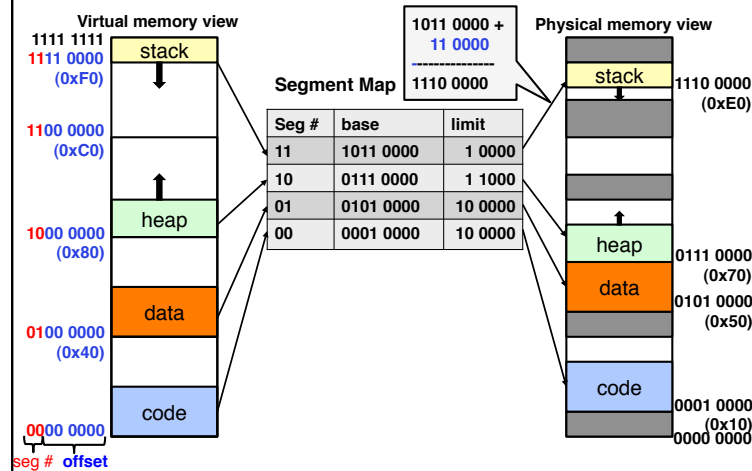 Virtual memory view
1111 1111
1111 0000
(0xF0)
1100 0000
(0xC0)
1000 0000
(0x80)
0100 0000
(0x40)
0000 0000
seg # offset
stack
heap
data
code
Segment Map
Seg # base limit
11 1011 0000 1 0000
10 0111 0000 1 1000
01 0101 0000 10 0000
00 0001 0000 10 0000
1011 0000 +
11 0000
----------------
1110 0000
Physical memory view
stack
heap
data
code
1110 0000
(0xE0)
0111 0000
(0x70)
0101 0000
(0x50)
0001 0000
(0x10)
0000 0000